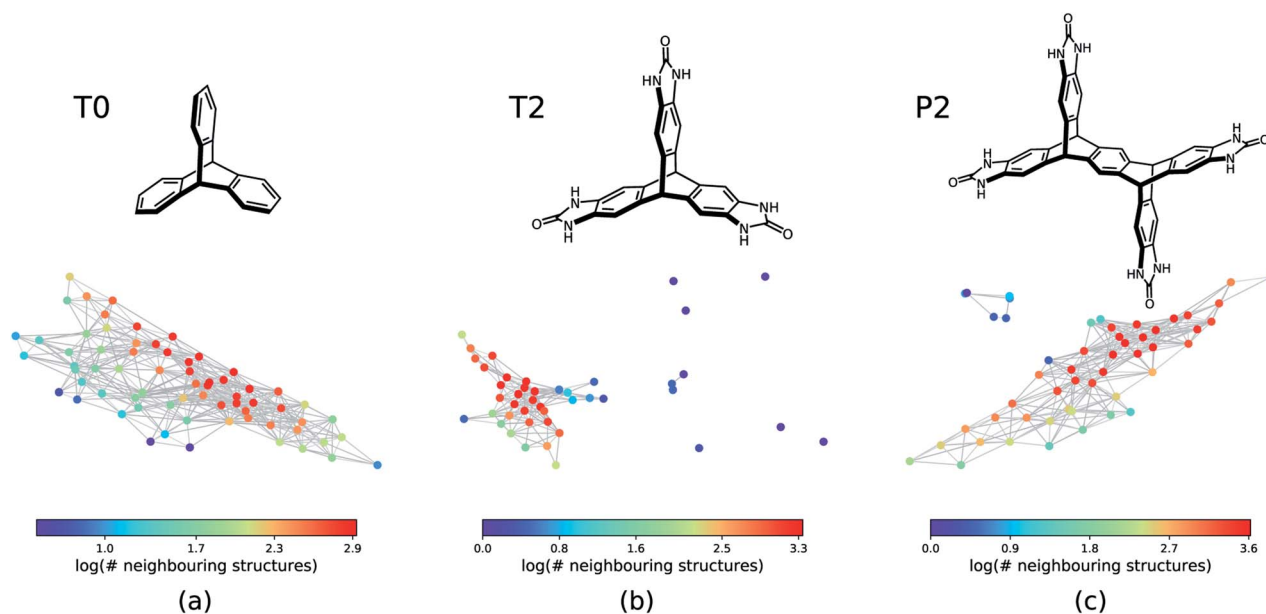 T0
T2
P2
O
HN
NH
H
N
N
H
O
H
N
N
H
O
O
HN
NH
H
N
N
H
O
H
N
N
H
O
HN
NH
O
1.0 1.7 2.3 2.9
log(# neighbouring structures)
(a)
0.0 0.8 1.6 2.5 3.3
log(# neighbouring structures)
(b)
0.0 0.9 1.8 2.7 3.6
log(# neighbouring structures)
(c)